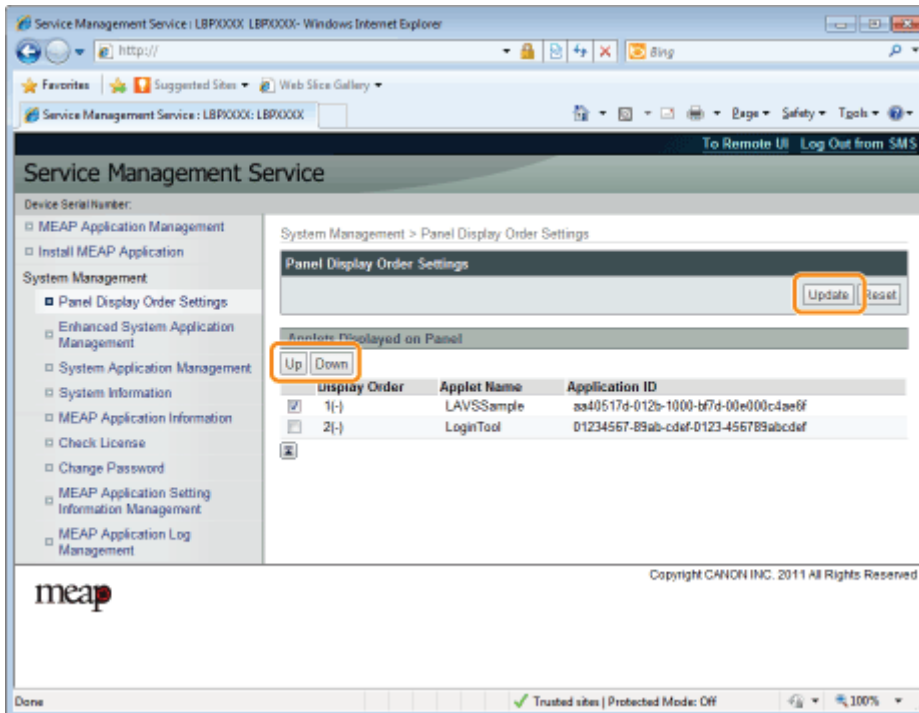 Service Management Service : LBPXXXX LBPXXXX- Windows Internet Explorer
http://
Bing
Favorites Suggested Sites Web Slice Gallery
Service Management Service : LBPXXXX: LBPXXXX
Page Safety Tools
To Remote UI Log Out from SMS
Service Management Service
Device Serial Number:
MEAP Application Management
Install MEAP Application
System Management
Panel Display Order Settings
Enhanced System Application
Management
System Application Management
System Information
MEAP Application Information
Check License
Change Password
MEAP Application Setting
Information Management
MEAP Application Log
Management
System Management > Panel Display Order Settings
Panel Display Order Settings
Update Reset
Applets Displayed on Panel
Up Down
Display Order Applet Name Application ID
1(-) LAVSSample aa40517d-012b-1000-bf7d-00e000c4ae6f
2(-) LoginTool 01234567-89ab-cdef-0123-456789abcdef
Copyright CANON INC. 2011 All Rights Reserved
meap
Done Trusted sites | Protected Mode: Off 100%